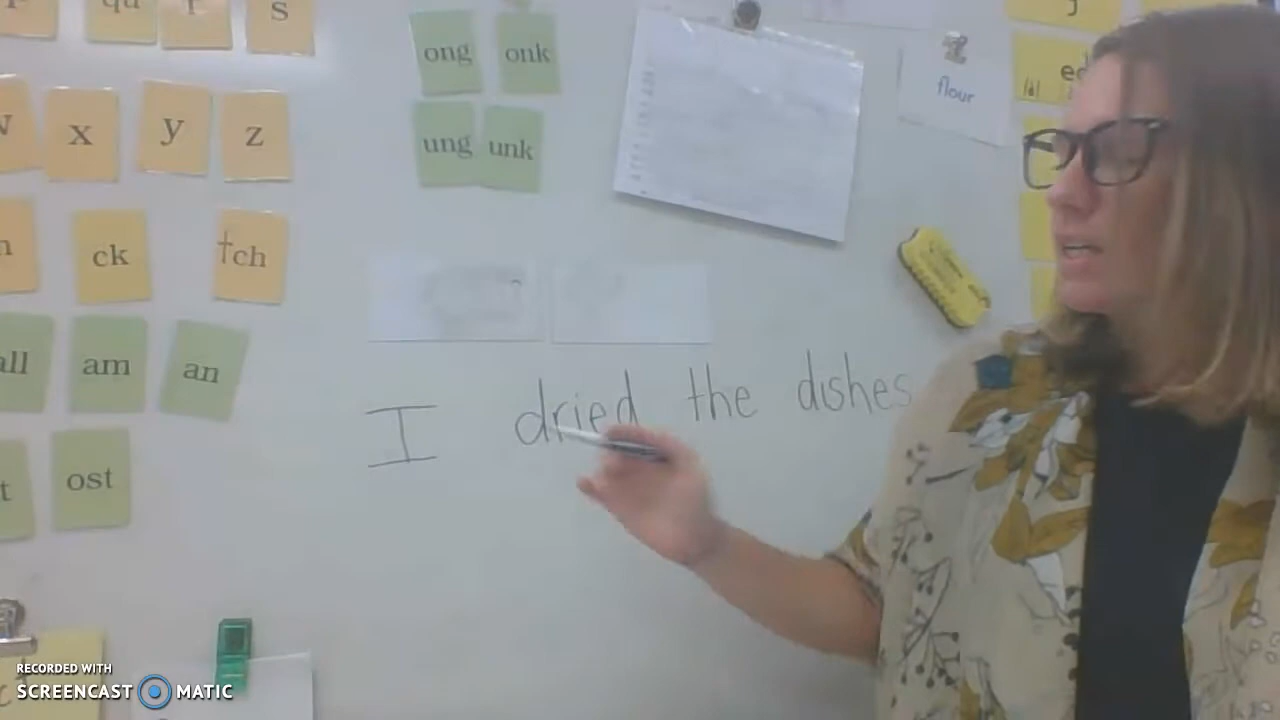 qu r s
ong onk
flour
ed
/d/
x y z
ung unk
ck tch
all am an
I dried the dishes
ost
RECORDED WITH
SCREENCAST MATIC